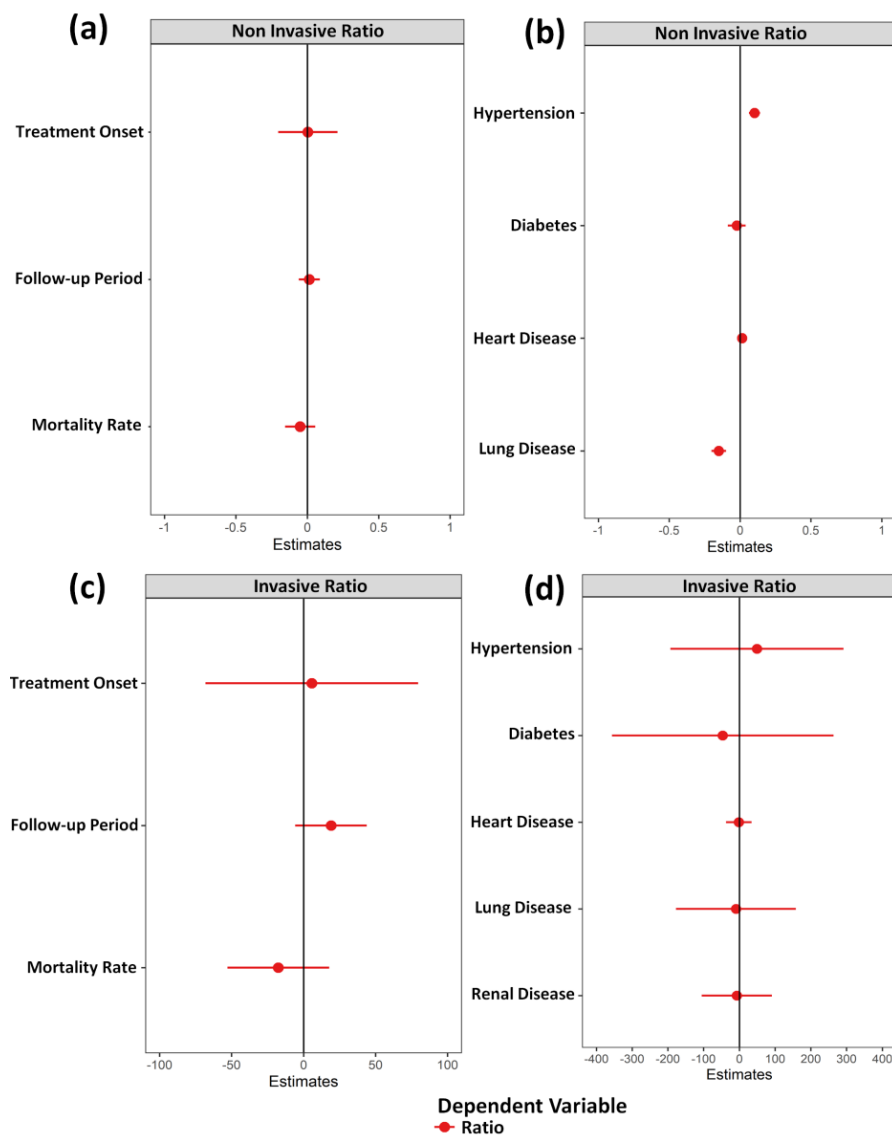 (a)
Non Invasive Ratio
Treatment Onset
Follow-up Period
Mortality Rate
-1 -0.5 0 0.5 1
Estimates
(b)
Non Invasive Ratio
Hypertension
Diabetes
Heart Disease
Lung Disease
-1 -0.5 0 0.5 1
Estimates
(c)
Invasive Ratio
Treatment Onset
Follow-up Period
Mortality Rate
-100 -50 0 50 100
Estimates
(d)
Invasive Ratio
Hypertension
Diabetes
Heart Disease
Lung Disease
Renal Disease
-400 -300 -200 -100 0 100 200 300 400
Estimates
Dependent Variable
Ratio